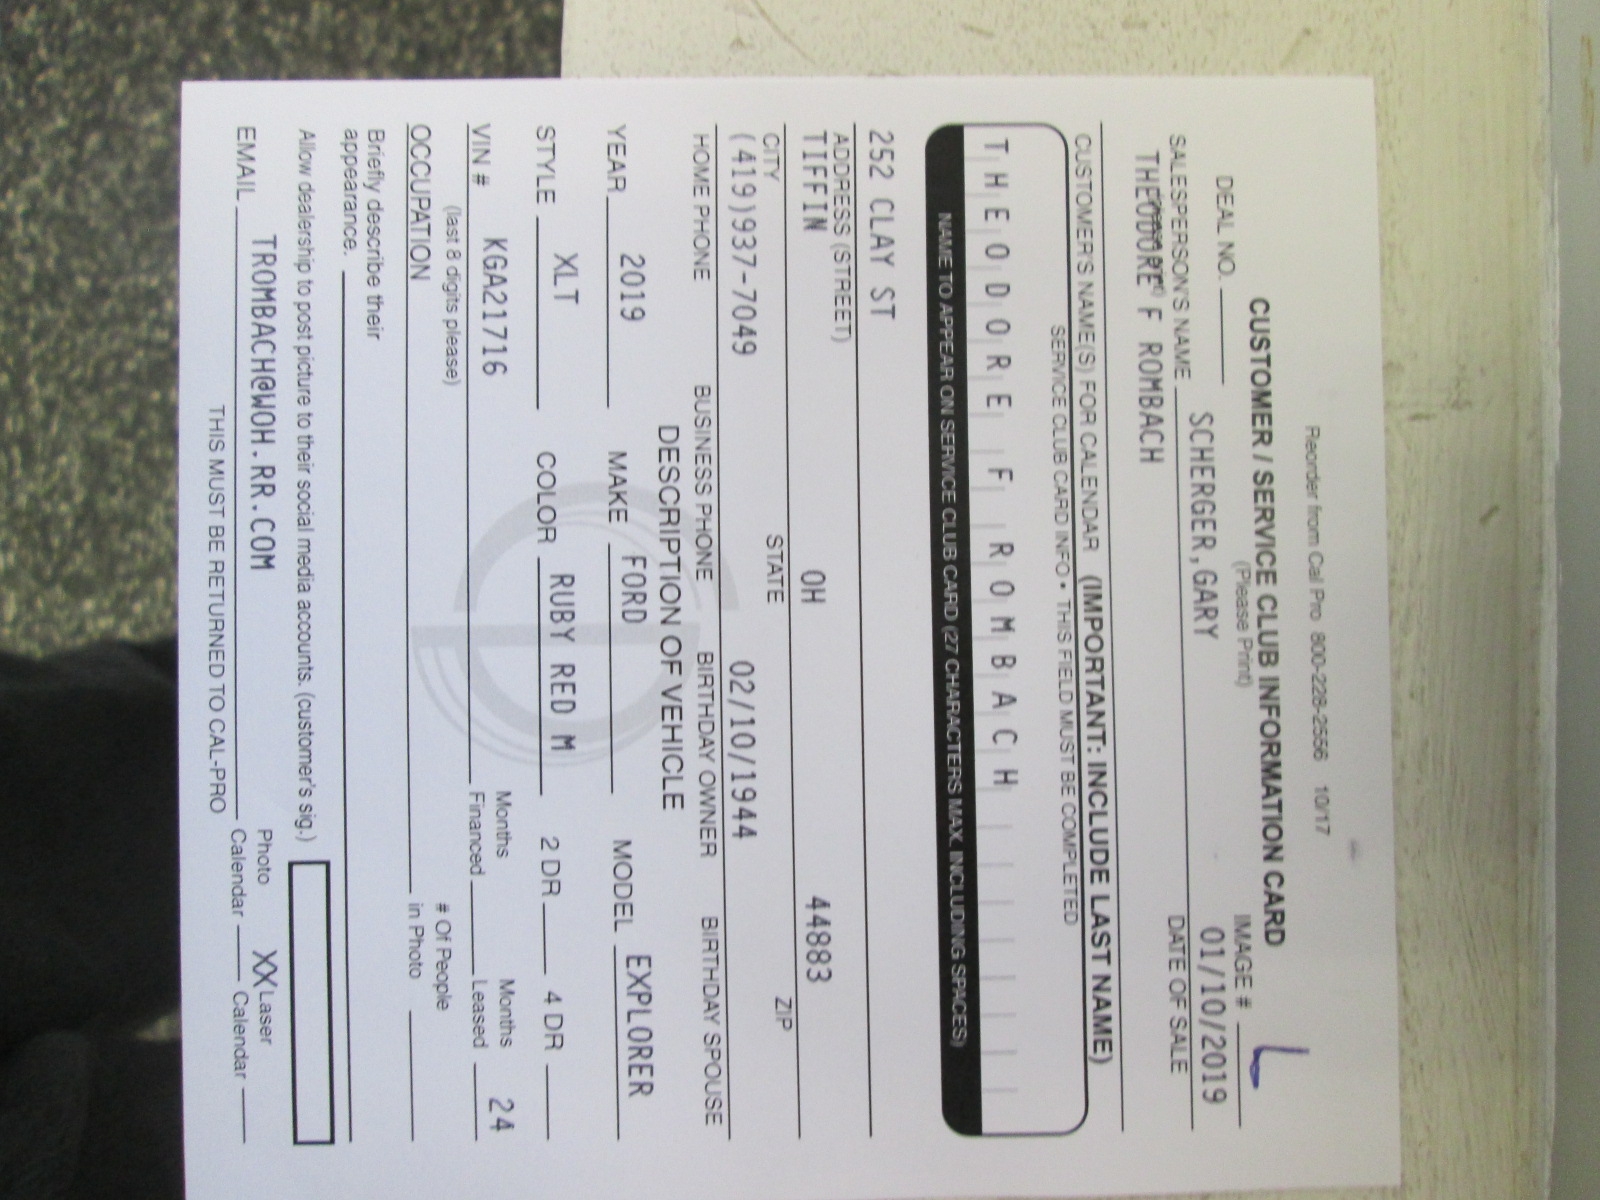 Reorder from Cal Pro 800-228-2556 10/17
CUSTOMER / SERVICE CLUB INFORMATION CARD
(Please Print)
DEAL NO. IMAGE # L
SCHERGER,GARY 01/10/2019
SALESPERSON'S NAME DATE OF SALE
THEODORE F ROMBACH
CUSTOMER'S NAME(S) FOR CALENDAR (IMPORTANT: INCLUDE LAST NAME)
SERVICE CLUB CARD INFO • THIS FIELD MUST BE COMPLETED
THEODORE F ROMBACH
NAME TO APPEAR ON SERVICE CLUB CARD (27 CHARACTERS MAX. INCLUDING SPACES)
252 CLAY ST
ADDRESS (STREET)
TIFFIN OH 44883
CITY STATE ZIP
(419)937-7049 02/10/1944
HOME PHONE BUSINESS PHONE BIRTHDAY OWNER BIRTHDAY SPOUSE
DESCRIPTION OF VEHICLE
YEAR 2019 MAKE FORD MODEL EXPLORER
STYLE XLT COLOR RUBY RED M 2 DR 4 DR
VIN # KGA21716 Months Financed Months Leased 24
(last 8 digits please)
OCCUPATION # Of People in Photo
Briefly describe their
appearance.
Allow dealership to post picture to their social media accounts. (customer's sig.)
EMAIL TROMBACH@WOH.RR.COM Photo Calendar XX Laser Calendar
THIS MUST BE RETURNED TO CAL-PRO